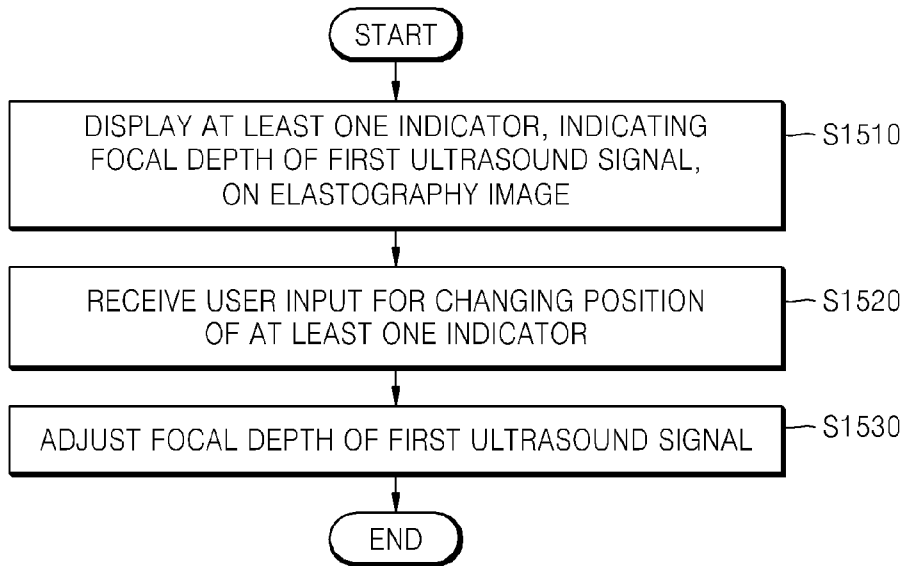 START
DISPLAY AT LEAST ONE INDICATOR, INDICATING
FOCAL DEPTH OF FIRST ULTRASOUND SIGNAL,
ON ELASTOGRAPHY IMAGE
S1510
RECEIVE USER INPUT FOR CHANGING POSITION
OF AT LEAST ONE INDICATOR
S1520
ADJUST FOCAL DEPTH OF FIRST ULTRASOUND SIGNAL
S1530
END